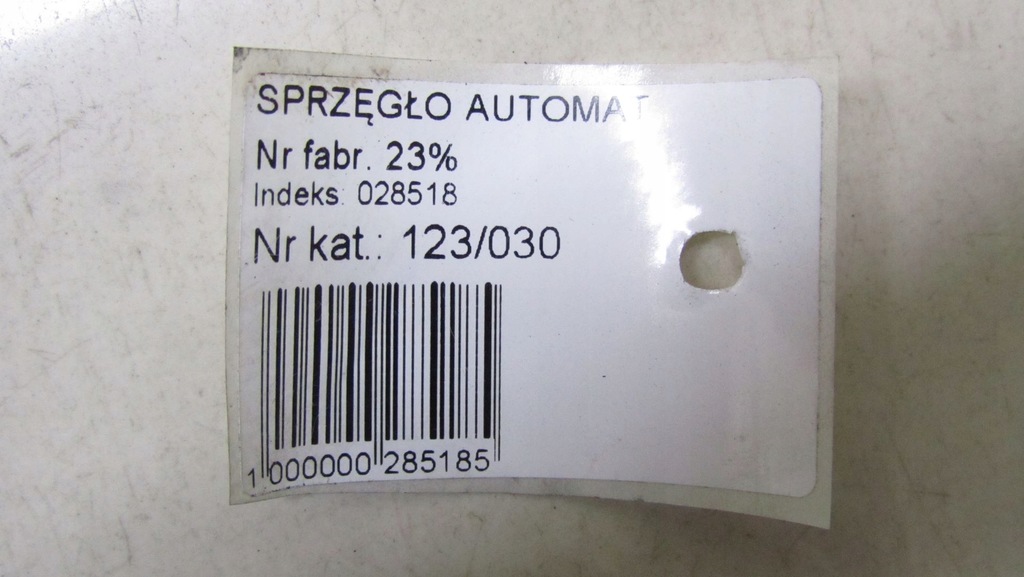 SPRZĘGŁO AUTOMAT
Nr fabr. 23%
Indeks: 028518
Nr kat.: 123/030
1 000000 285185